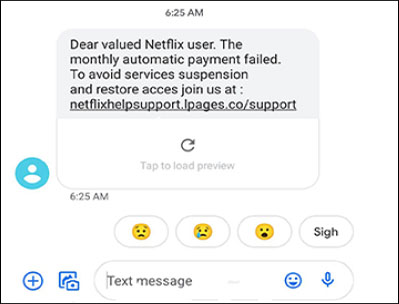 6:25 AM
Dear valued Netflix user. The
monthly automatic payment failed.
To avoid services suspension
and restore acces join us at :
netflixhelpsupport.lpages.co/support
Tap to load preview
6:25 AM
Sigh
Text message